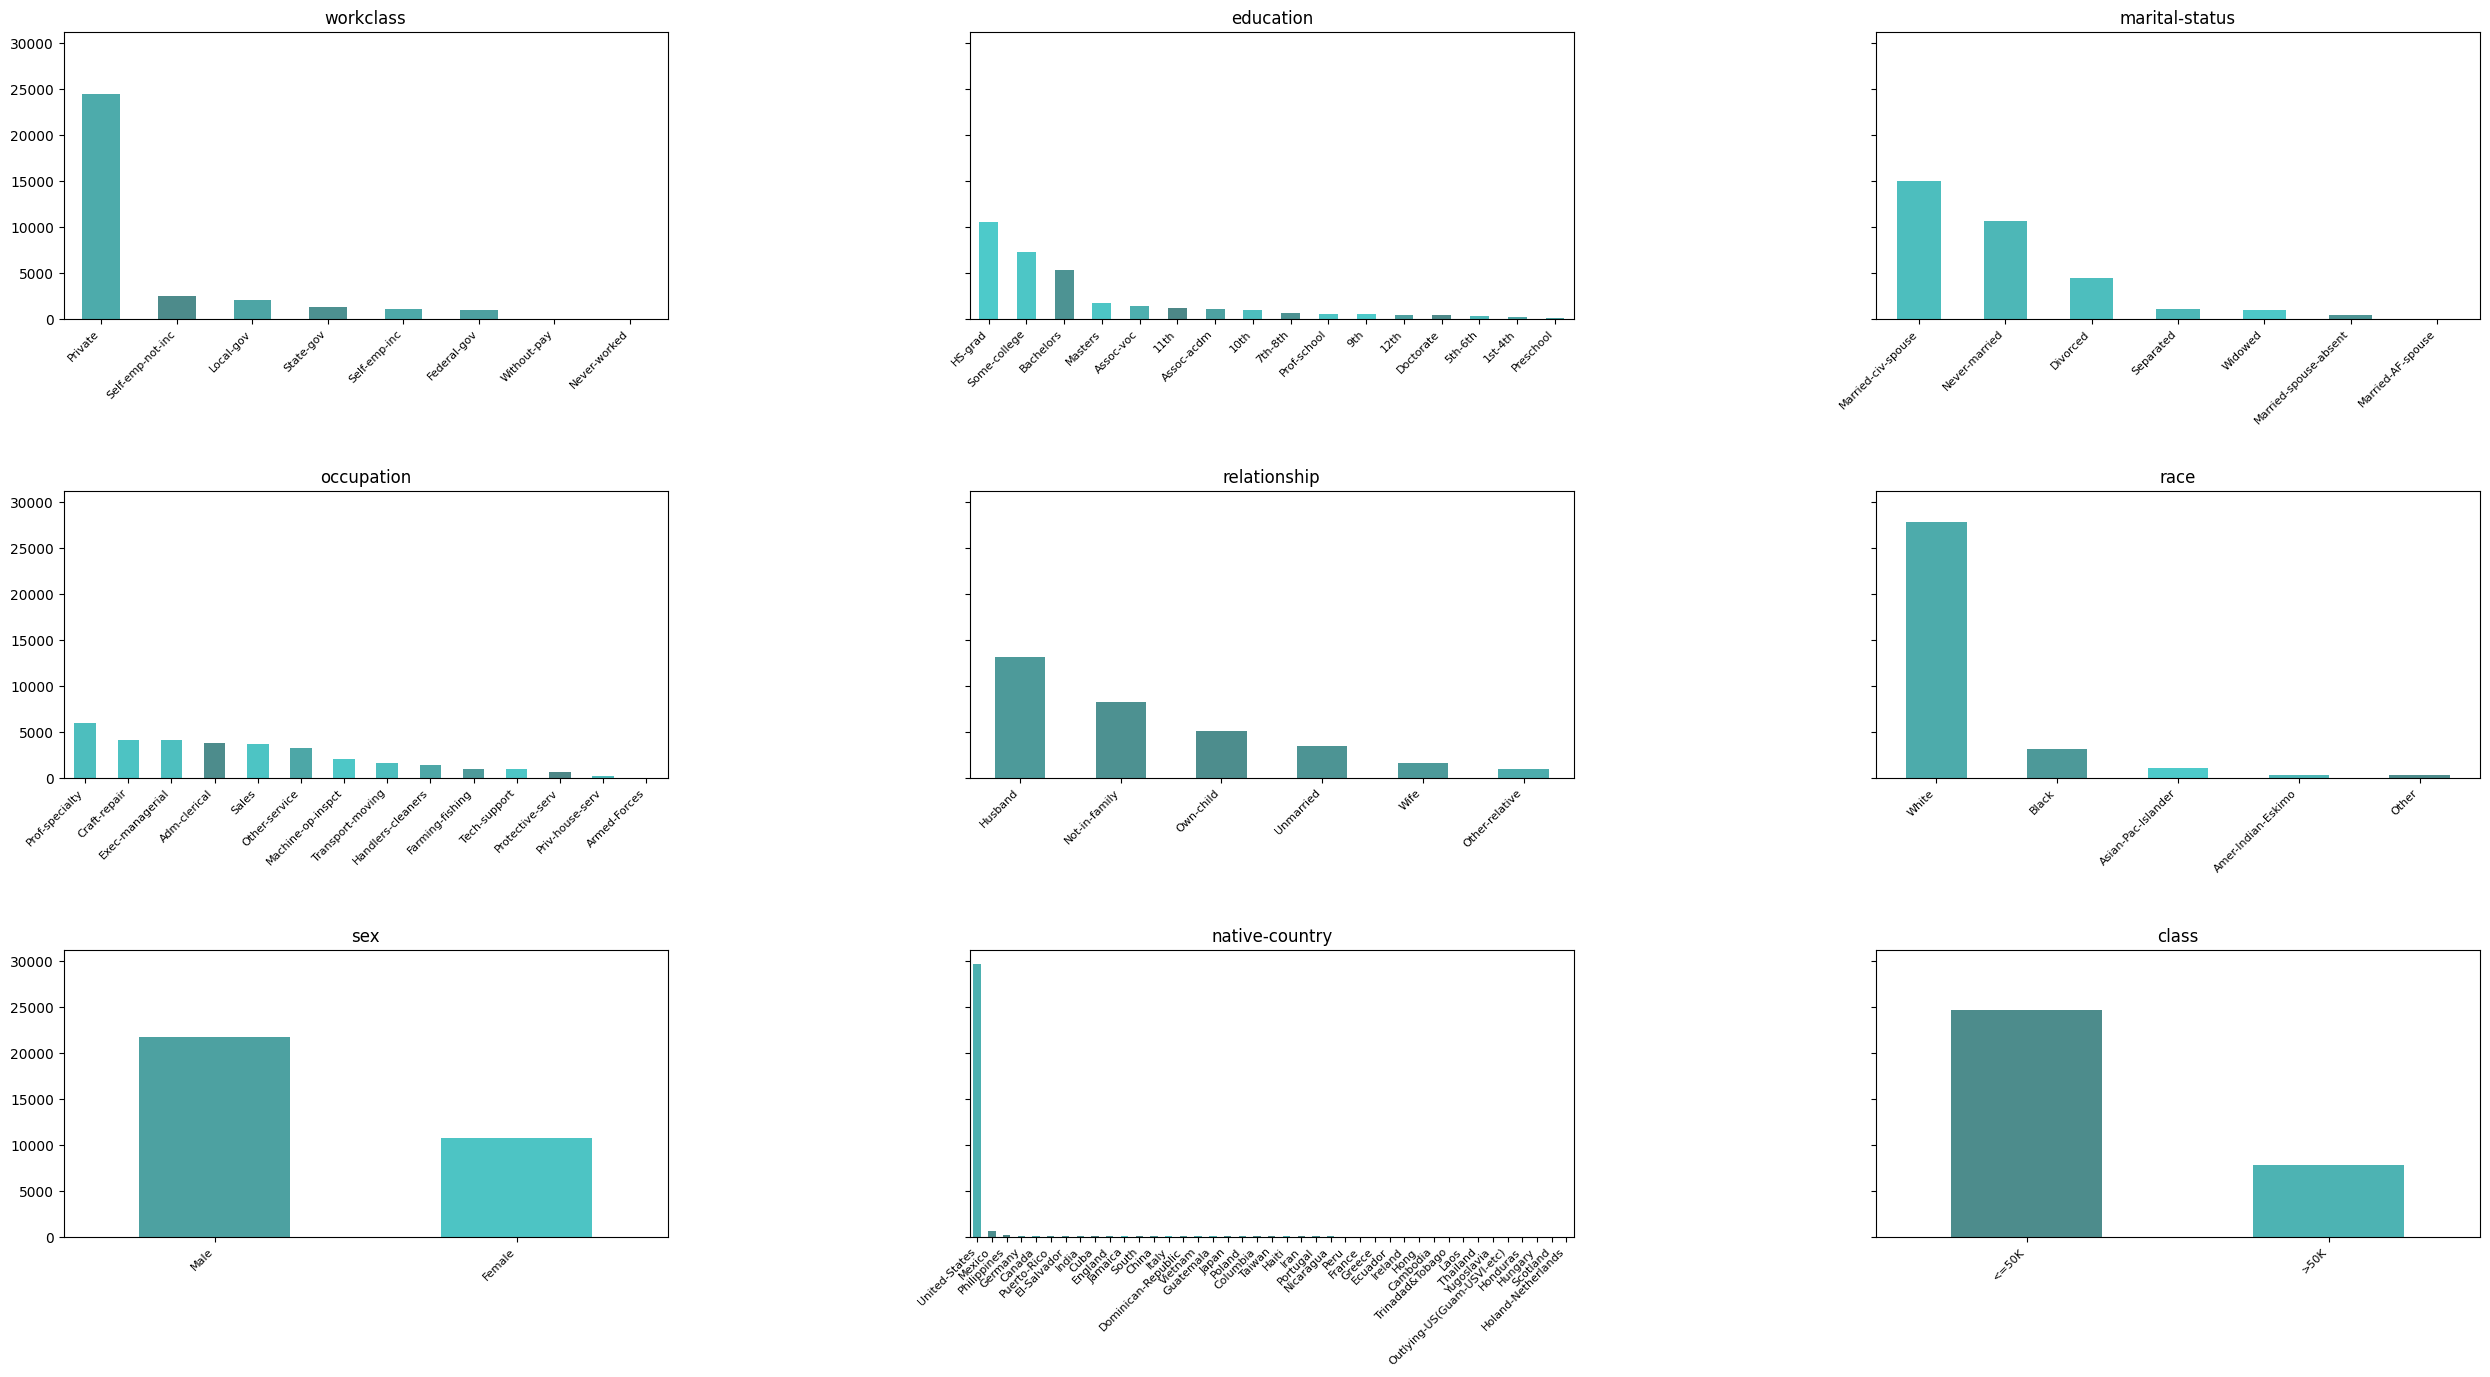 workclass
education
marital-status
30000
25000
20000
15000
10000
5000
0
Private
Self-emp-not-inc
Local-gov
State-gov
Self-emp-inc
Federal-gov
Without-pay
Never-worked
HS-grad
Some-college
Bachelors
Masters
Assoc-voc
11th
Assoc-acdm
10th
7th-8th
Prof-school
9th
12th
Doctorate
5th-6th
1st-4th
Preschool
Married-civ-spouse
Never-married
Divorced
Separated
Widowed
Married-spouse-absent
Married-AF-spouse
occupation
relationship
race
30000
25000
20000
15000
10000
5000
0
Prof-specialty
Craft-repair
Exec-managerial
Adm-clerical
Sales
Other-service
Machine-op-inspct
Transport-moving
Handlers-cleaners
Farming-fishing
Tech-support
Protective-serv
Priv-house-serv
Armed-Forces
Husband
Not-in-family
Own-child
Unmarried
Wife
Other-relative
White
Black
Asian-Pac-Islander
Amer-Indian-Eskimo
Other
sex
native-country
class
30000
25000
20000
15000
10000
5000
0
Male
Female
United-States
Mexico
Philippines
Germany
Canada
Puerto-Rico
El-Salvador
India
Cuba
England
Jamaica
South
China
Italy
Dominican-Republic
Vietnam
Guatemala
Japan
Poland
Columbia
Taiwan
Haiti
Iran
Portugal
Nicaragua
Peru
France
Greece
Ecuador
Ireland
Hong
Cambodia
Trinadad&Tobago
Laos
Thailand
Yugoslavia
Outlying-US(Guam-USVI-etc)
Honduras
Hungary
Scotland
Holand-Netherlands
<=50K
>50K